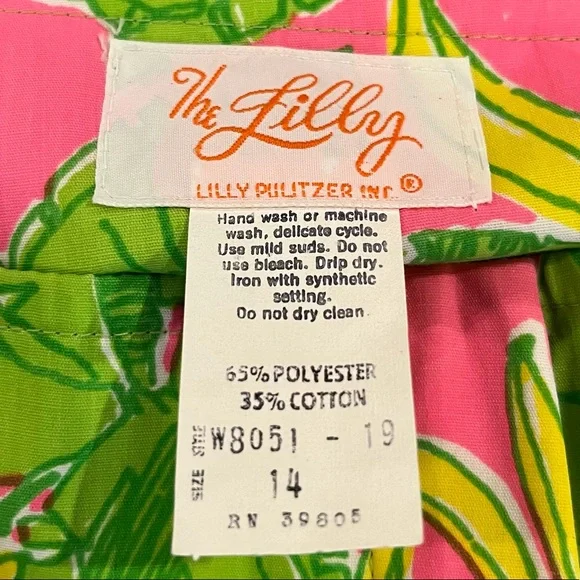 The Lilly
LILLY PULITZER INC. ®
Hand wash or machine
wash, delicate cycle.
Use mild suds. Do not
use bleach. Drip dry.
Iron with synthetic
setting.
Do not dry clean
65% POLYESTER
35% COTTON
STYLE W8051 - 19
SIZE 14
RN 39805